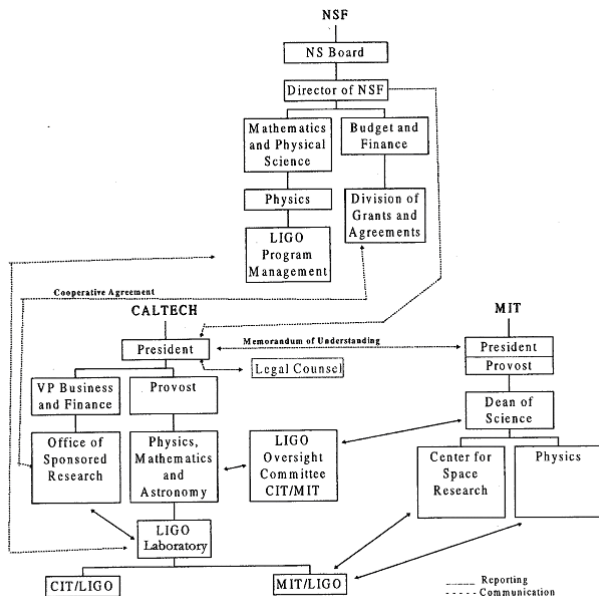 NSF
NS Board
Director of NSF
Mathematics
and Physical
Science
Budget and
Finance
Physics
Division of
Grants and
Agreements
LIGO
Program
Management
Cooperative Agreement
CALTECH
MIT
President
Memorandum of Understanding
President
Provost
Legal Counsel
VP Business
and Finance
Provost
Dean of
Science
Office of
Sponsored
Research
Physics,
Mathematics
and
Astronomy
LIGO
Oversight
Committee
CIT/MIT
Center for
Space
Research
Physics
LIGO
Laboratory
CIT/LIGO
MIT/LIGO
Reporting
Communication